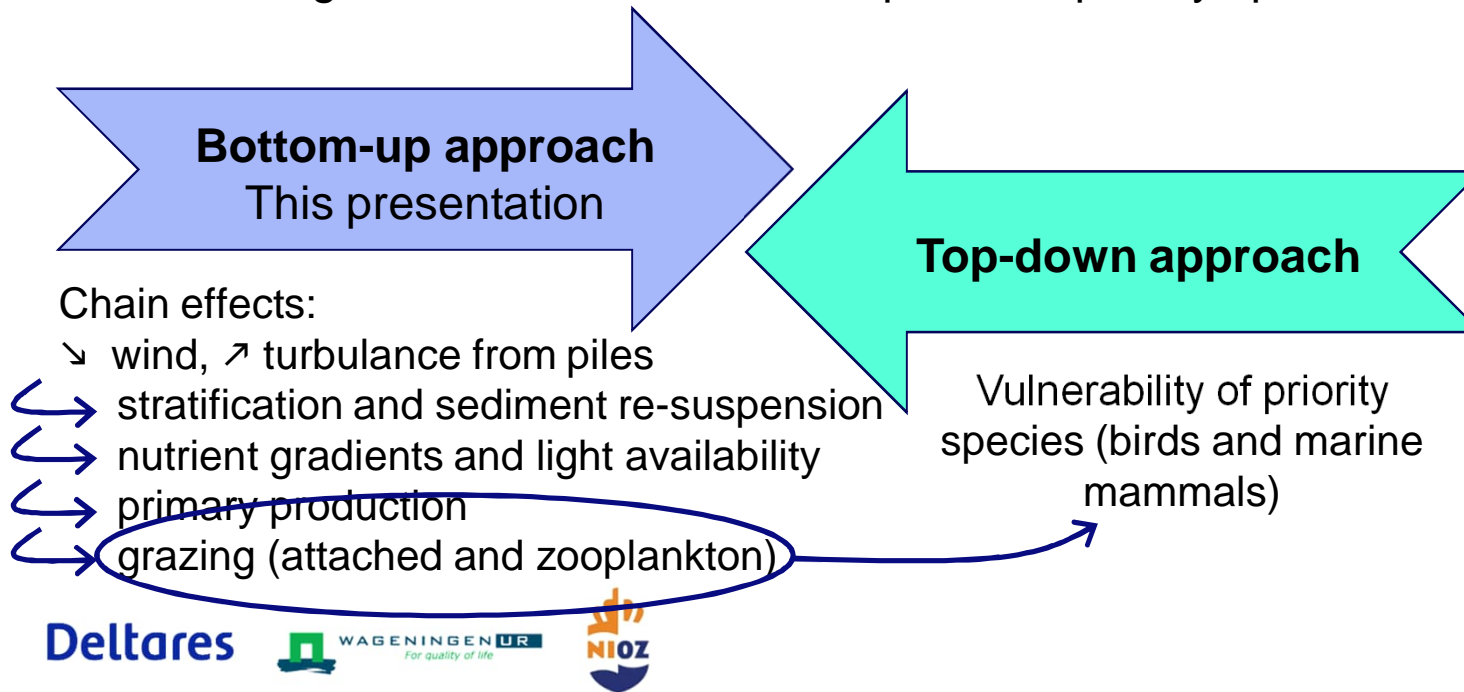 Bottom-up approach
This presentation
Top-down approach
Chain effects:
↘ wind, ↗ turbulance from piles
stratification and sediment re-suspension
nutrient gradients and light availability
primary production
grazing (attached and zooplankton)
Vulnerability of priority
species (birds and marine
mammals)
Deltares
WAGENINGEN UR
For quality of life
NIOZ